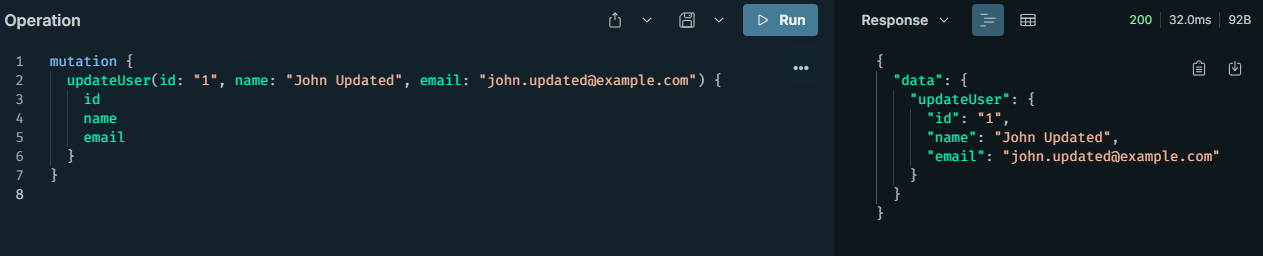 Operation
Run
1 mutation {
2 updateUser(id: "1", name: "John Updated", email: "john.updated@example.com") {
3 id
4 name
5 email
6 }
7 }
8
Response
200 32.0ms 92B
{
"data": {
"updateUser": {
"id": "1",
"name": "John Updated",
"email": "john.updated@example.com"
}
}
}